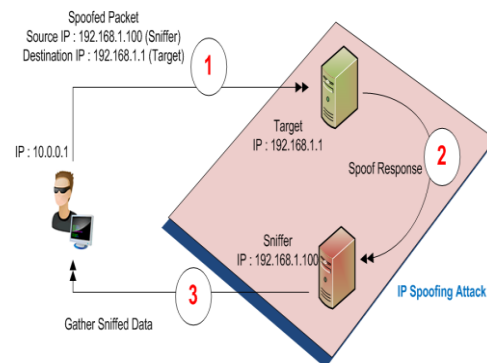 Spoofed Packet
Source IP : 192.168.1.100 (Sniffer)
Destination IP : 192.168.1.1 (Target)
1
IP : 10.0.0.1
Target
IP : 192.168.1.1
2
Spoof Response
Sniffer
IP : 192.168.1.100
3
Gather Sniffed Data
IP Spoofing Attack